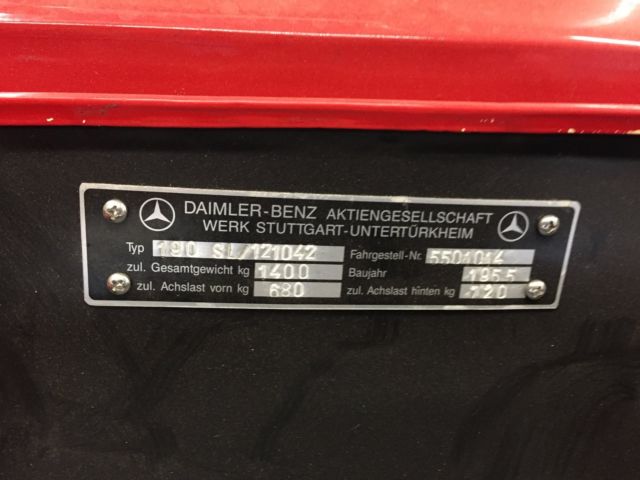 DAIMLER-BENZ AKTIENGESELLSCHAFT
WERK STUTTGART-UNTERTÜRKHEIM
Typ 190 SL/121042 Fahrgestell-Nr. 5501014
zul. Gesamtgewicht kg 1400 Baujahr 1955
zul. Achslast vorn kg 680 zul. Achslast hinten kg 720